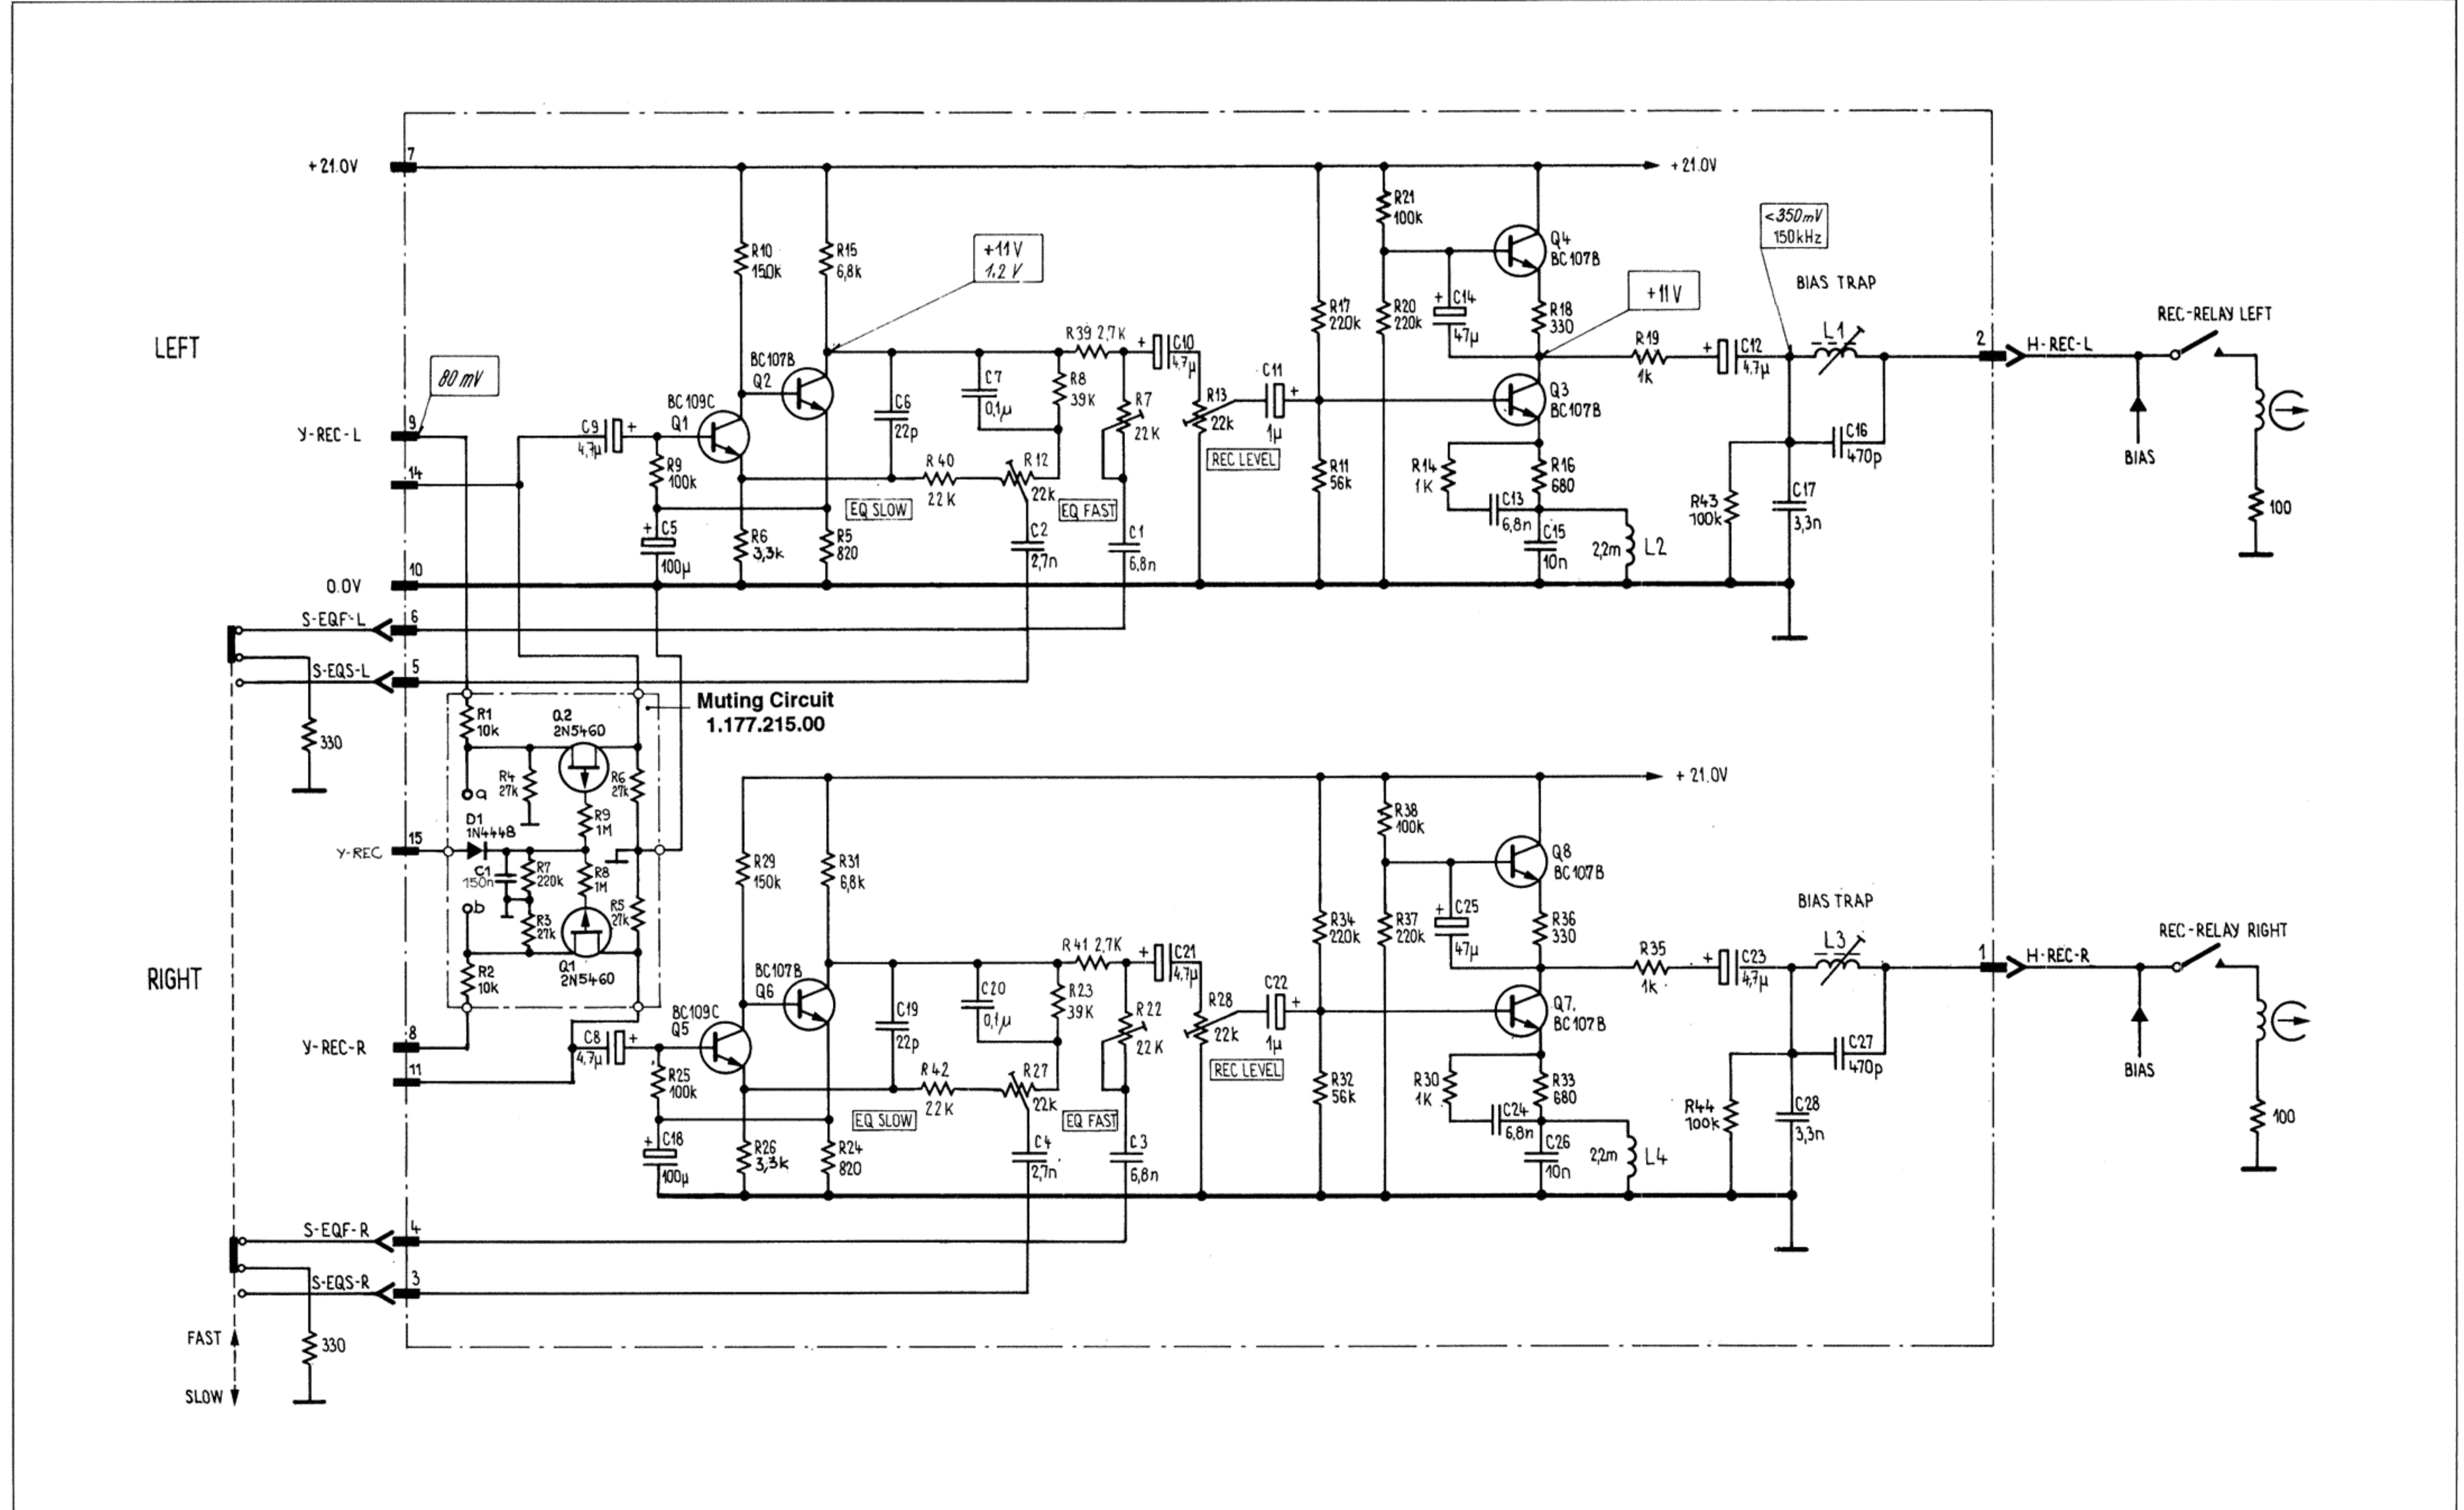 +21.0V
7
+21.0V
R10
150k
R15
6,8k
+11V
1.2 V
R21
100k
Q4
BC107B
<350mV
150kHz
BIAS TRAP
+11V
R17
220k
R20
220k
C14
47µ
R18
330
L1
REC-RELAY LEFT
LEFT
80 mV
R39 2,7K
C10
4,7µ
R19
1k
C12
4.7µ
2
H-REC-L
BC107B
Q2
C7
0,1µ
R8
39K
R7
22K
R13
22k
C11
1µ
Q3
BC107B
Y-REC-L
9
14
C9
4,7µ
BC109C
Q1
C6
22p
REC LEVEL
C16
470p
BIAS
R9
100k
R40
22K
R12
22k
R11
56k
R14
1K
R16
680
C13
6,8n
R43
100k
C17
3,3n
100
EQ SLOW
EQ FAST
C5
100µ
R6
3,3k
R5
820
C2
2,7n
C1
6,8n
C15
10n
2,2m
L2
0.0V
10
S-EQF-L
6
S-EQS-L
5
330
Muting Circuit
1.177.215.00
R1
10k
Q2
2N5460
R4
27k
R6
27k
a
R9
1M
D1
1N4448
15
Y-REC
C1
150n
R7
220k
R8
1M
b
R3
27k
R5
27k
R2
10k
Q1
2N5460
+21.0V
R29
150k
R31
6,8k
R38
100k
Q8
BC107B
BIAS TRAP
R34
220k
R37
220k
C25
47µ
R36
330
L3
REC-RELAY RIGHT
RIGHT
R41 2,7K
C21
4,7µ
R35
1k
C23
4,7µ
1
H-REC-R
BC107B
Q6
C20
0,1µ
R23
39K
R22
22K
R28
22k
C22
1µ
Q7,
BC107B
Y-REC-R
8
11
C8
4.7µ
BC109C
Q5
C19
22p
REC LEVEL
C27
470p
BIAS
R25
100k
R42
22K
R27
22k
R32
56k
R30
1K
R33
680
C24
6,8n
R44
100k
C28
3,3n
100
EQ SLOW
EQ FAST
C18
100µ
R26
3,3k
R24
820
C4
2,7n
C3
6,8n
C26
10n
2,2m
L4
S-EQF-R
4
S-EQS-R
3
FAST
SLOW
330